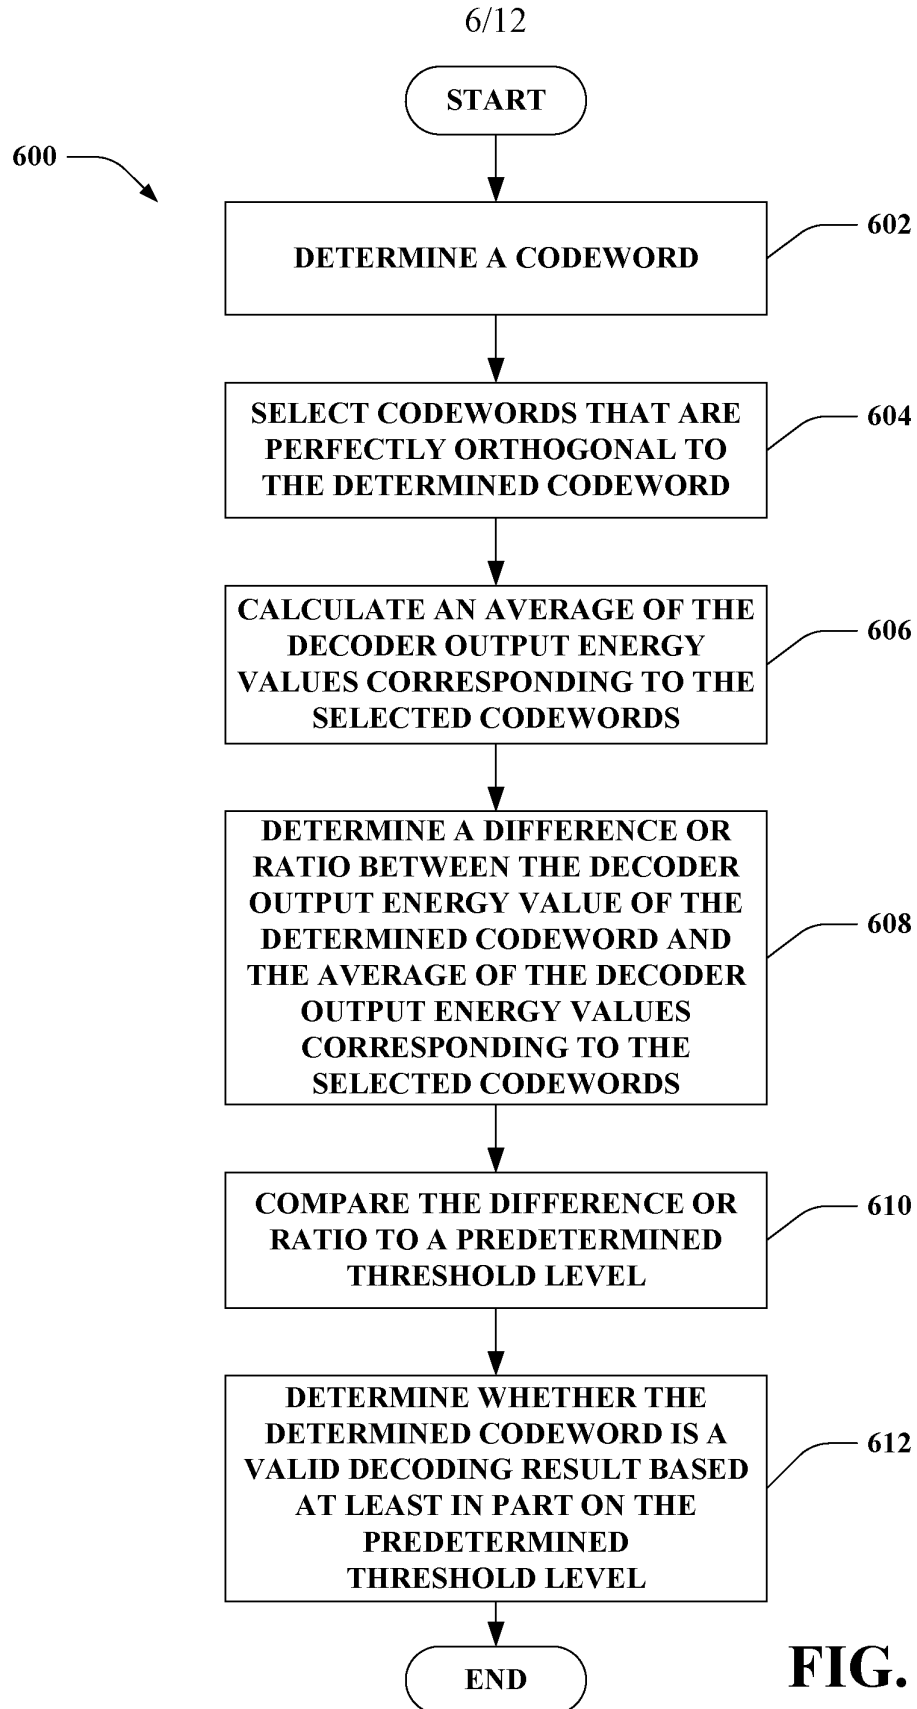 6/12
START
600
602
DETERMINE A CODEWORD
SELECT CODEWORDS THAT ARE
PERFECTLY ORTHOGONAL TO
THE DETERMINED CODEWORD
604
CALCULATE AN AVERAGE OF THE
DECODER OUTPUT ENERGY
VALUES CORRESPONDING TO THE
SELECTED CODEWORDS
606
DETERMINE A DIFFERENCE OR
RATIO BETWEEN THE DECODER
OUTPUT ENERGY VALUE OF THE
DETERMINED CODEWORD AND
THE AVERAGE OF THE DECODER
OUTPUT ENERGY VALUES
CORRESPONDING TO THE
SELECTED CODEWORDS
608
COMPARE THE DIFFERENCE OR
RATIO TO A PREDETERMINED
THRESHOLD LEVEL
610
DETERMINE WHETHER THE
DETERMINED CODEWORD IS A
VALID DECODING RESULT BASED
AT LEAST IN PART ON THE
PREDETERMINED
THRESHOLD LEVEL
612
END
FIG.